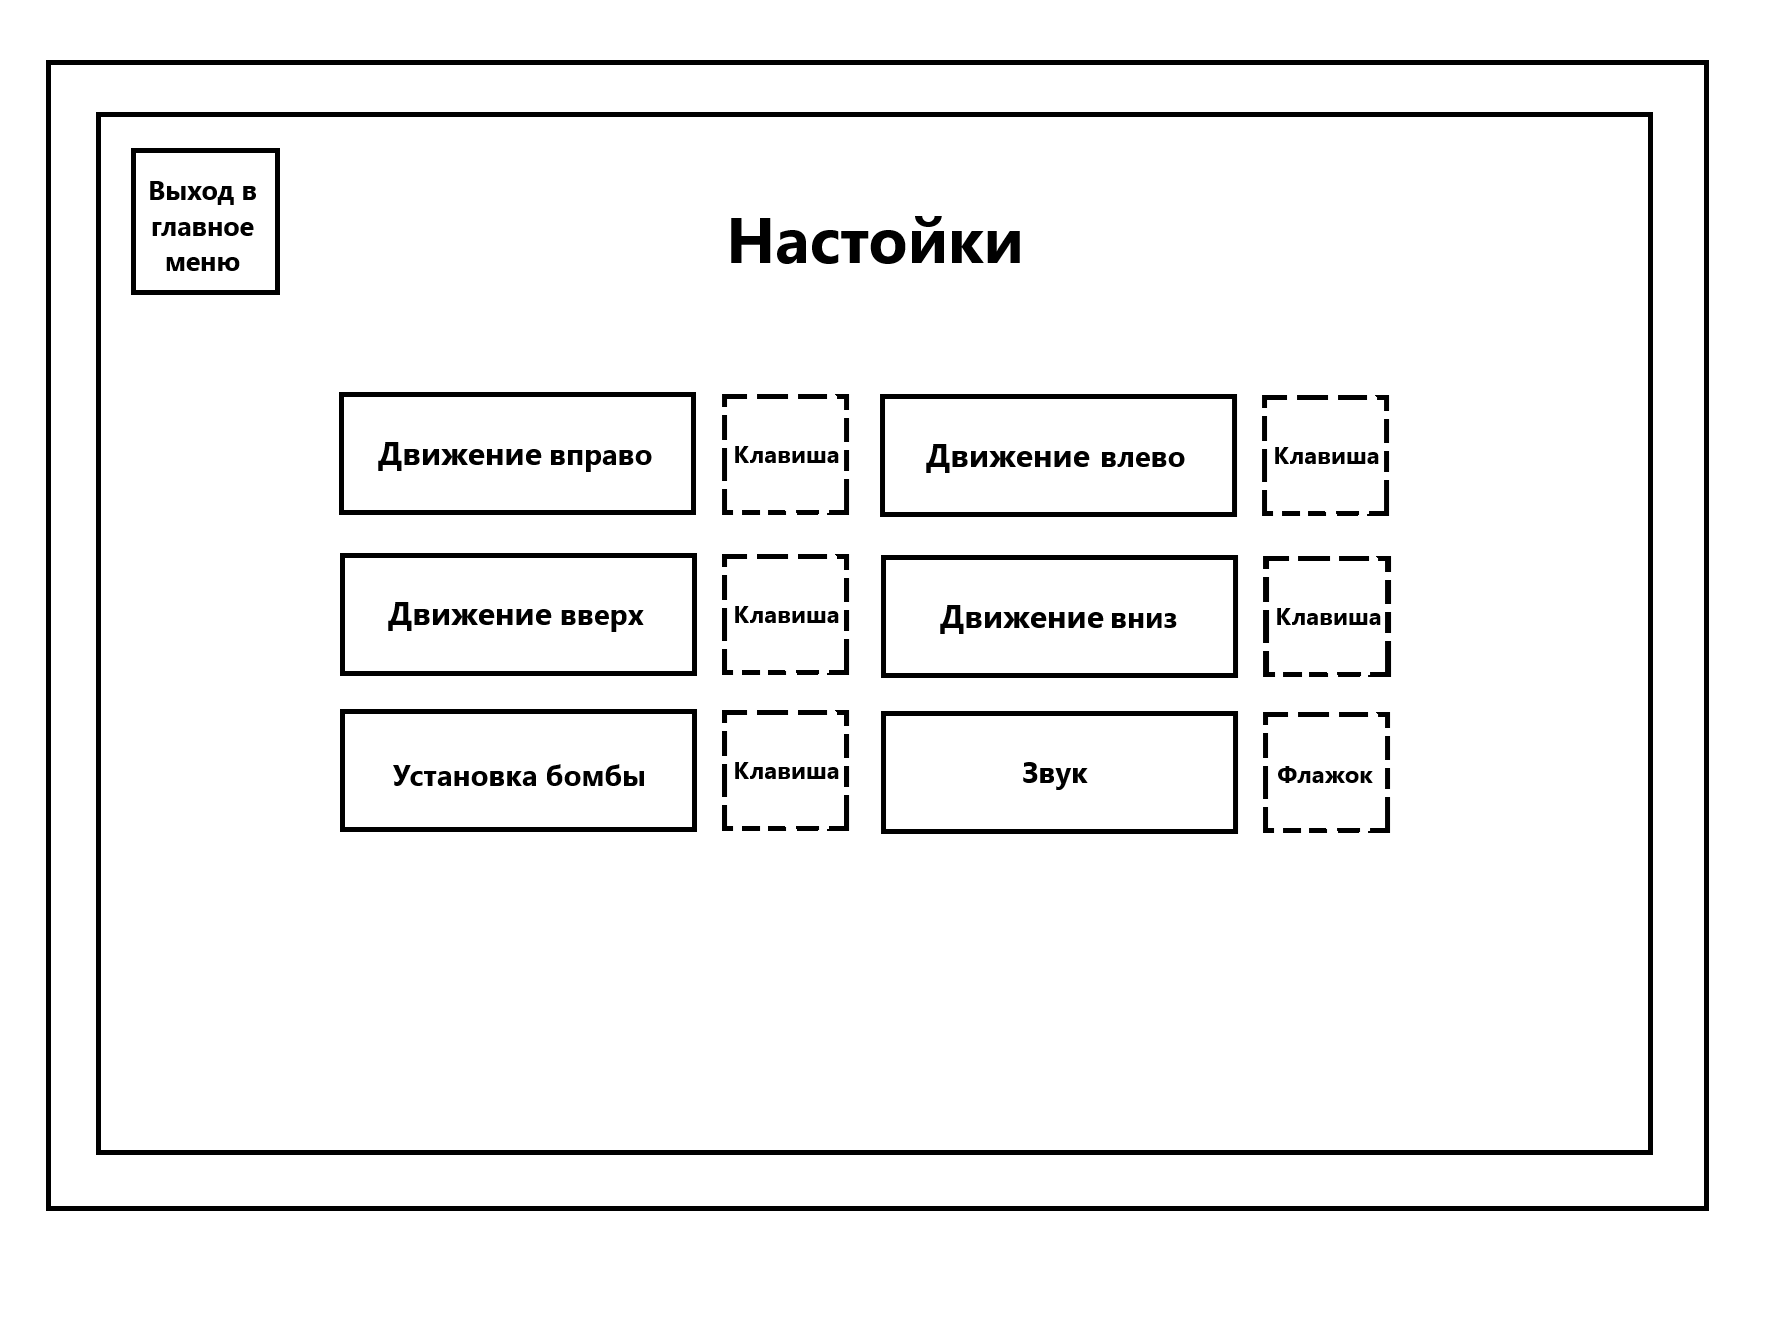 Выход в
главное
меню
Настойки
Движение вправо
Клавиша
Движение влево
Клавиша
Движение вверх
Клавиша
Движение вниз
Клавиша
Установка бомбы
Клавиша
Звук
Флажок